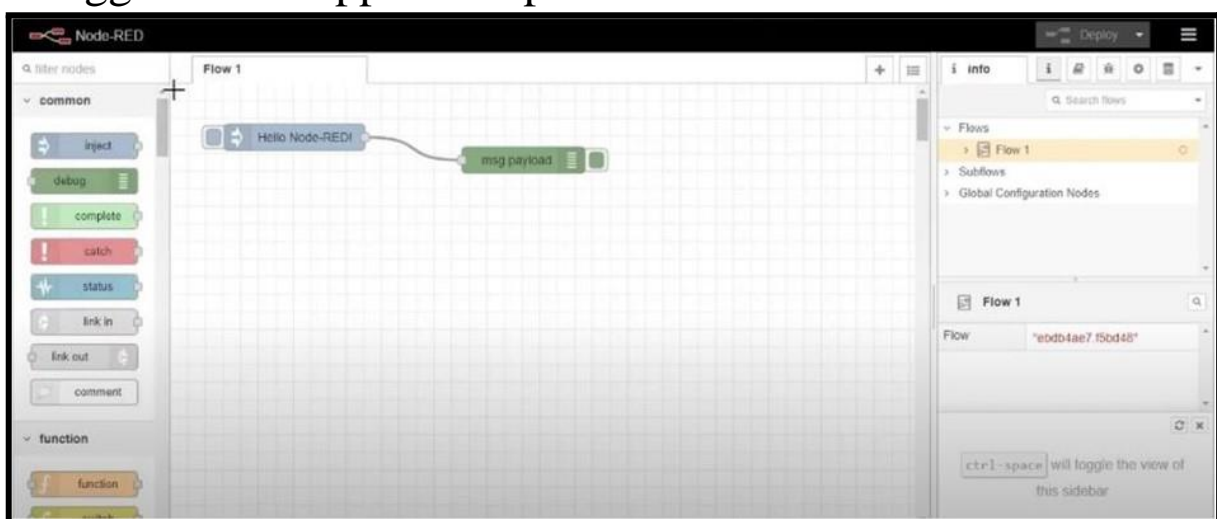 Node-RED
Deploy
filter nodes
Flow 1
info
common
Search flows
inject
Hello Node-RED!
msg.payload
Flows
Flow 1
debug
Subflows
Global Configuration Nodes
complete
catch
status
Flow 1
link in
Flow
link out
comment
function
ctrl-space will toggle the view of
this sidebar
function